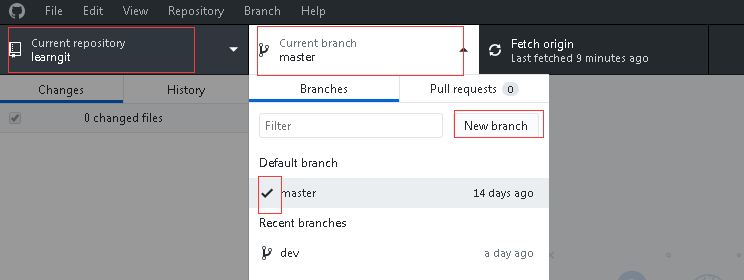 File Edit View Repository Branch Help
Current repository
learngit
Current branch
master
Fetch origin
Last fetched 9 minutes ago
Changes History
0 changed files
Branches Pull requests 0
Filter New branch
Default branch
master 14 days ago
Recent branches
dev a day ago